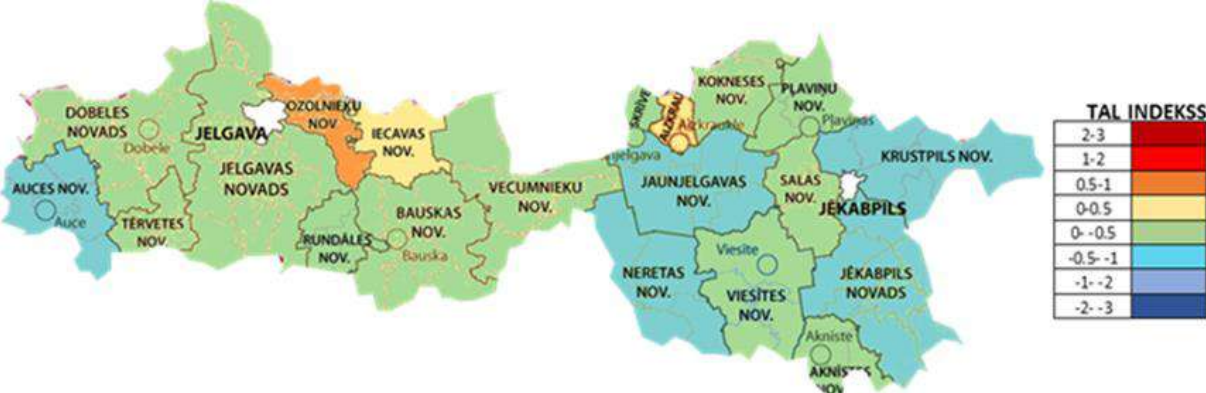 DOBELES
NOVADS
Dobele
AUCES NOV.
Auce
TĒRVETES
NOV.
JELGAVA
JELGAVAS
NOVADS
OZOLNIEKU
NOV
IECAVAS
NOV.
RUNDĀLES
NOV.
BAUSKAS
NOV.
Bauska
VECUMNIEKU
NOV.
SKRĪVE
Aizkraukle
KOKNESES
NOV.
PĻAVIŅU
NOV.
Pļaviņas
KRUSTPILS NOV.
JAUNJELGAVAS
NOV.
SALAS
NOV.
JĒKABPILS
NERETAS
NOV.
Viesīte
VIESĪTES
NOV.
JĒKABPILS
NOVADS
Aknīste
AKNĪSTES
NOV.
TAL INDEKSS
2-3
1-2
0.5-1
0-0.5
0- -0.5
-0.5- -1
-1- -2
-2- -3